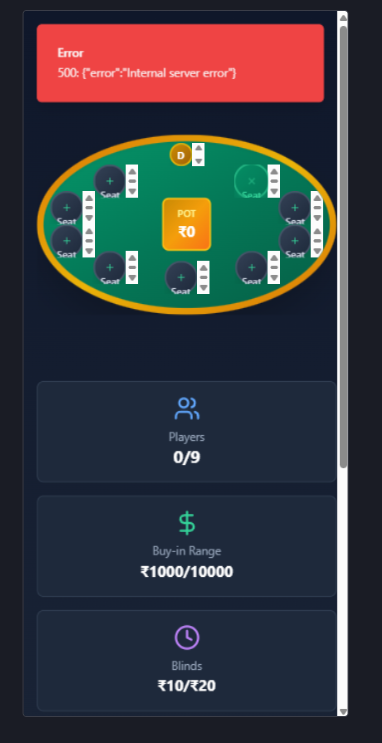 Error
500: {"error":"Internal server error"}
D
+ Seat
× Seat
+ Seat
+ Seat
POT
₹0
+ Seat
+ Seat
+ Seat
+ Seat
+ Seat
Players
0/9
Buy-in Range
₹1000/10000
Blinds
₹10/₹20